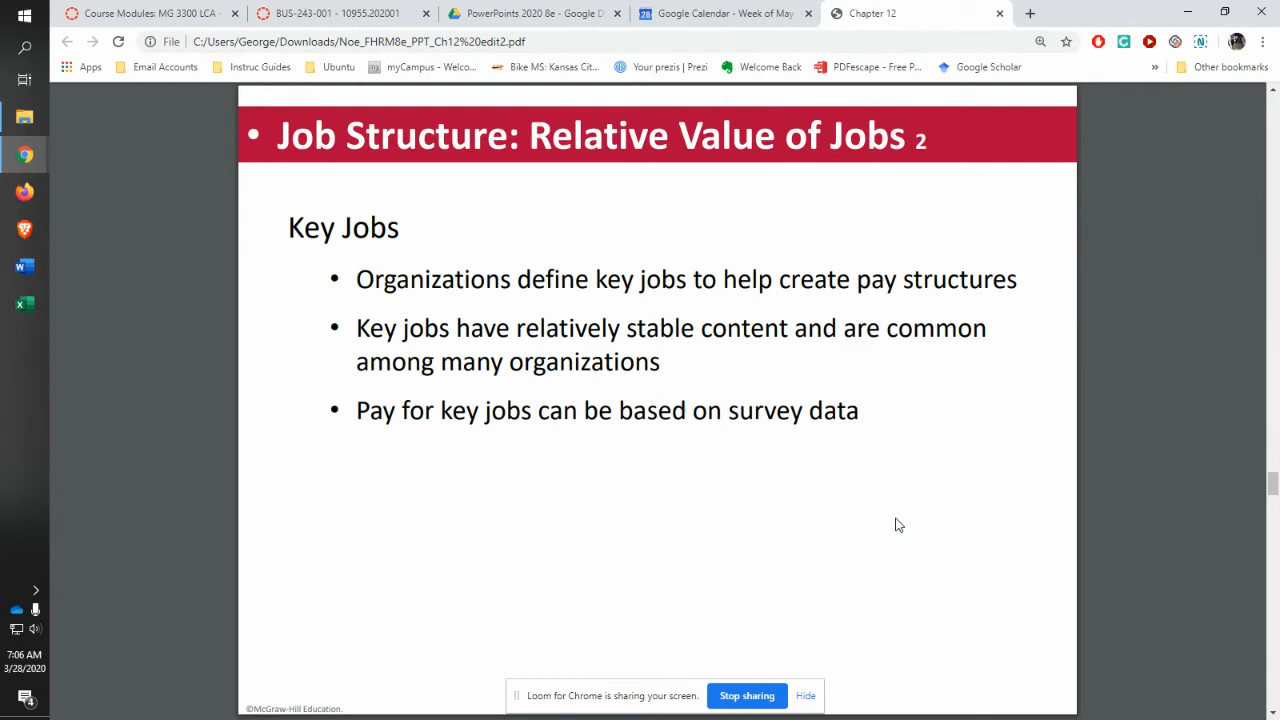 Course Modules: MG 3300 LCA -
BUS-243-001 - 10955.202001
PowerPoints 2020 8e - Google D
28
Google Calendar - Week of May
Chapter 12
File
C:/Users/George/Downloads/Noe_FHRM8e_PPT_Ch12%20edit2.pdf
Apps
Email Accounts
Instruc Guides
Ubuntu
myCampus - Welco...
Bike MS: Kansas Cit...
Your prezis | Prezi
Welcome Back
PDFescape - Free P...
Google Scholar
»
Other bookmarks
• Job Structure: Relative Value of Jobs 2
Key Jobs
• Organizations define key jobs to help create pay structures
• Key jobs have relatively stable content and are common
among many organizations
• Pay for key jobs can be based on survey data
Loom for Chrome is sharing your screen.
Stop sharing
Hide
©McGraw-Hill Education.
7:06 AM
3/28/2020
4